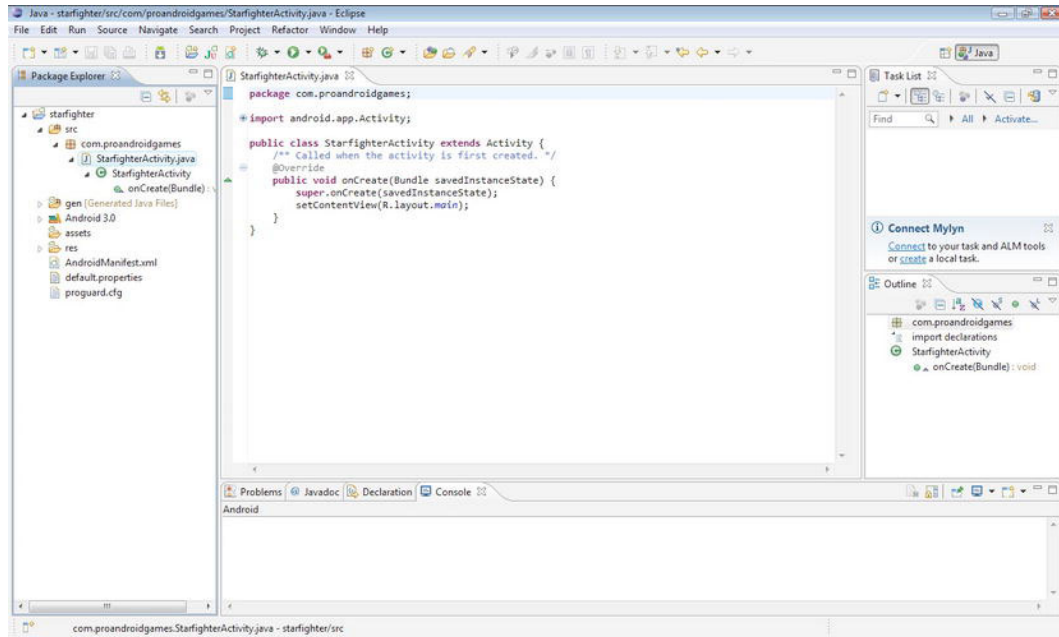 Java - starfighter/src/com/proandroidgames/StarfighterActivity.java - Eclipse
File Edit Run Source Navigate Search Project Refactor Window Help
Java
Package Explorer
starfighter
src
com.proandroidgames
StarfighterActivity.java
StarfighterActivity
onCreate(Bundle) : v
gen [Generated Java Files]
Android 3.0
assets
res
AndroidManifest.xml
default.properties
proguard.cfg
StarfighterActivity.java
package com.proandroidgames;
import android.app.Activity;
public class StarfighterActivity extends Activity {
/** Called when the activity is first created. */
@Override
public void onCreate(Bundle savedInstanceState) {
super.onCreate(savedInstanceState);
setContentView(R.layout.main);
}
}
Task List
Find All Activate...
Connect Mylyn
Connect to your task and ALM tools
or create a local task.
Outline
com.proandroidgames
import declarations
StarfighterActivity
onCreate(Bundle) : void
Problems @ Javadoc Declaration Console
Android
com.proandroidgames.StarfighterActivity.java - starfighter/src